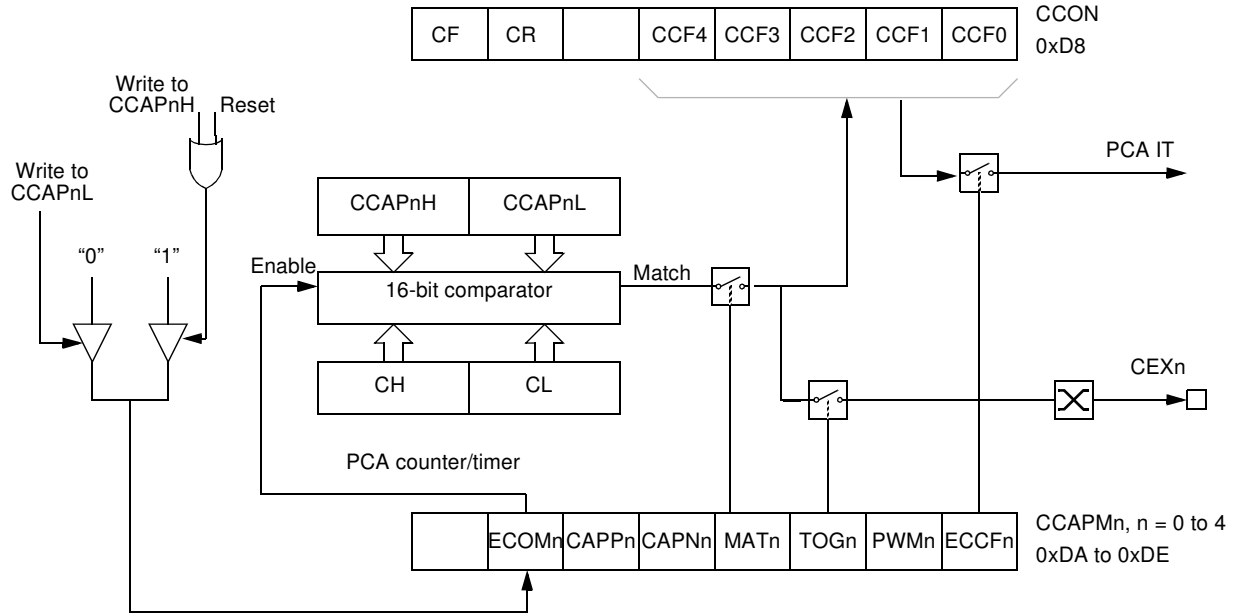 CF CR CCF4 CCF3 CCF2 CCF1 CCF0
CCON
0xD8
Write to
CCAPnH
Reset
Write to
CCAPnL
“0”
“1”
PCA IT
CCAPnH CCAPnL
Enable
16-bit comparator
Match
CH CL
CEXn
PCA counter/timer
ECOMn CAPPn CAPNn MATn TOGn PWMn ECCFn
CCAPMn, n = 0 to 4
0xDA to 0xDE